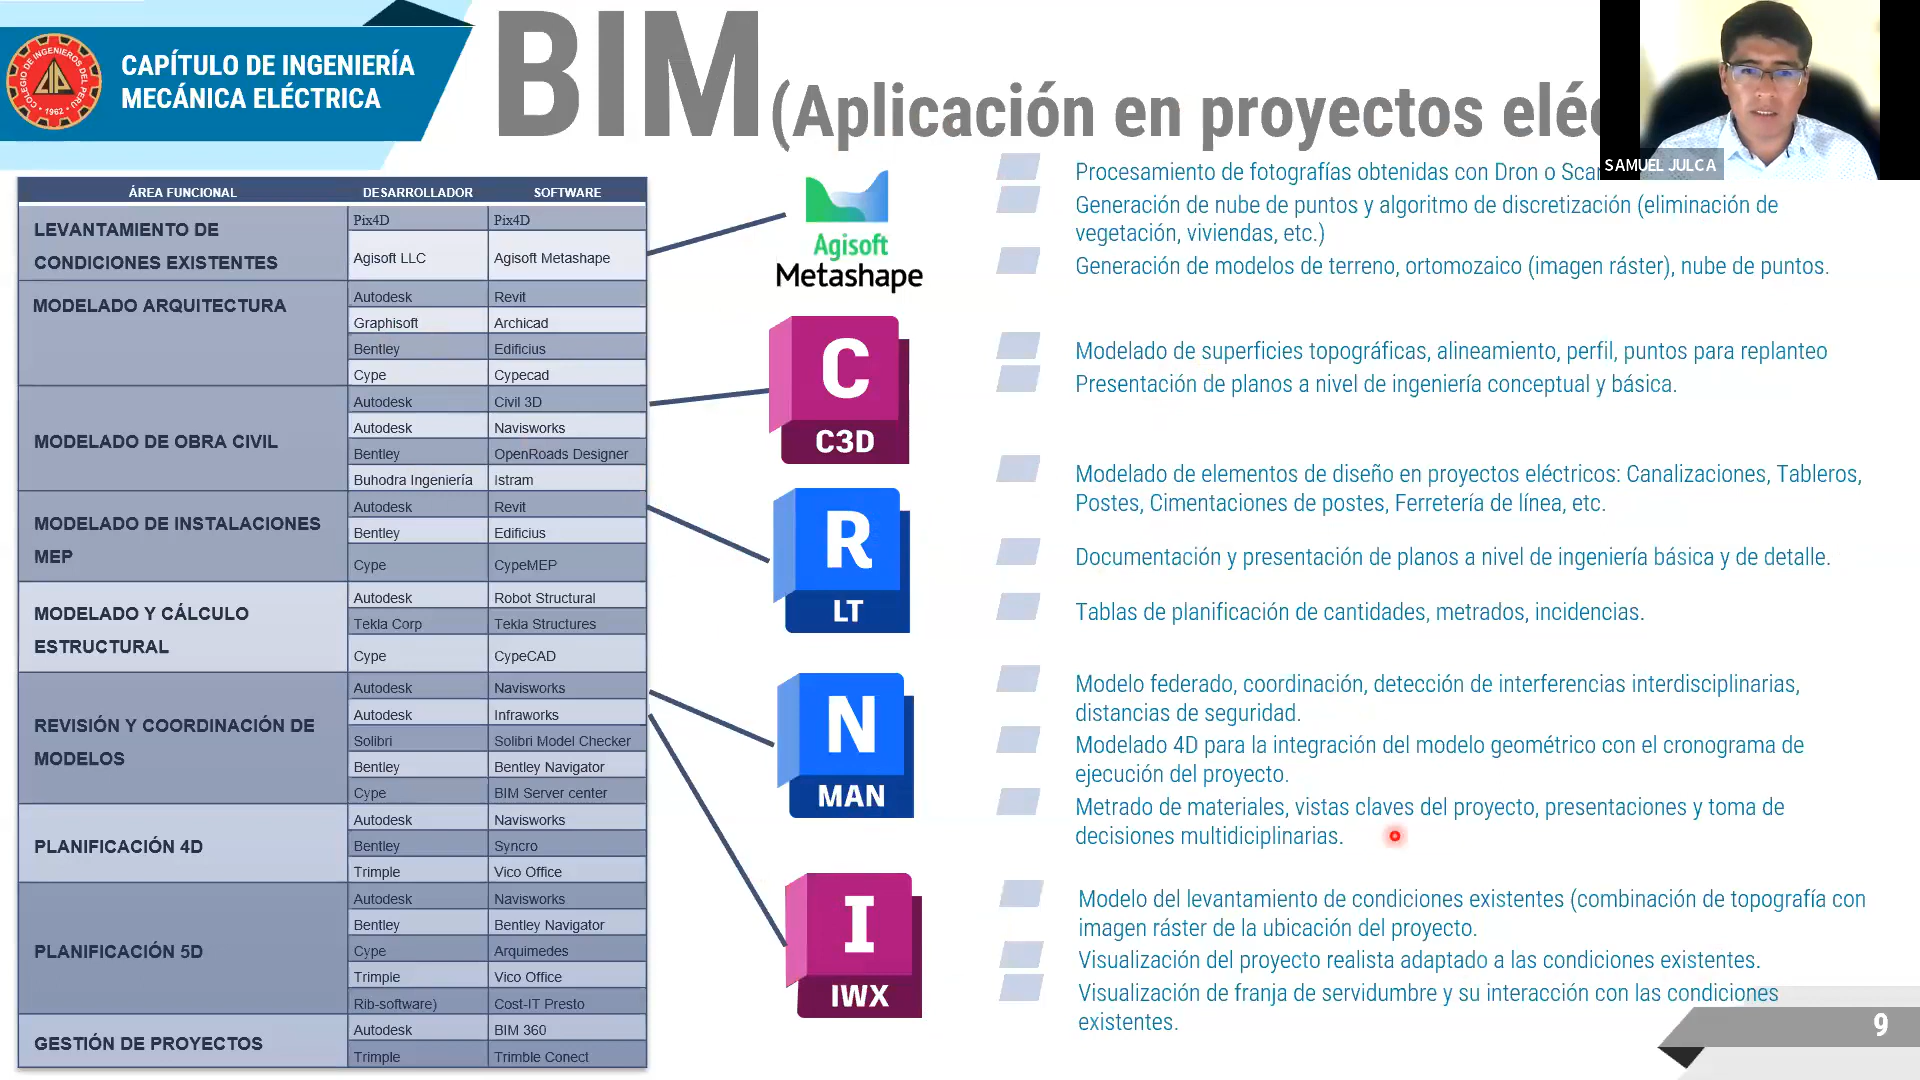 COLEGIO DE INGENIEROS DEL PERU
CIP
1962
CAPÍTULO DE INGENIERÍA
MECÁNICA ELÉCTRICA
BIM (Aplicación en proyectos eléc
SAMUEL JULCA
ÁREA FUNCIONAL DESARROLLADOR SOFTWARE
LEVANTAMIENTO DE
CONDICIONES EXISTENTES
Pix4D Pix4D
Agisoft LLC Agisoft Metashape
MODELADO ARQUITECTURA
Autodesk Revit
Graphisoft Archicad
Bentley Edificius
Cype Cypecad
MODELADO DE OBRA CIVIL
Autodesk Civil 3D
Autodesk Navisworks
Bentley OpenRoads Designer
Buhodra Ingeniería Istram
MODELADO DE INSTALACIONES
MEP
Autodesk Revit
Bentley Edificius
Cype CypeMEP
MODELADO Y CÁLCULO
ESTRUCTURAL
Autodesk Robot Structural
Tekla Corp Tekla Structures
Cype CypeCAD
REVISIÓN Y COORDINACIÓN DE
MODELOS
Autodesk Navisworks
Autodesk Infraworks
Solibri Solibri Model Checker
Bentley Bentley Navigator
Cype BIM Server center
PLANIFICACIÓN 4D
Autodesk Navisworks
Bentley Syncro
Trimple Vico Office
PLANIFICACIÓN 5D
Autodesk Navisworks
Bentley Bentley Navigator
Cype Arquimedes
Trimple Vico Office
Rib-software) Cost-IT Presto
GESTIÓN DE PROYECTOS
Autodesk BIM 360
Trimple Trimble Conect
Agisoft
Metashape
Procesamiento de fotografías obtenidas con Dron o
Generación de nube de puntos y algoritmo de discretización (eliminación de
vegetación, viviendas, etc.)
Generación de modelos de terreno, ortomozaico (imagen ráster), nube de puntos.
C
C3D
Modelado de superficies topográficas, alineamiento, perfil, puntos para replanteo
Presentación de planos a nivel de ingeniería conceptual y básica.
R
LT
Modelado de elementos de diseño en proyectos eléctricos: Canalizaciones, Tableros,
Postes, Cimentaciones de postes, Ferretería de línea, etc.
Documentación y presentación de planos a nivel de ingeniería básica y de detalle.
Tablas de planificación de cantidades, metrados, incidencias.
N
MAN
Modelo federado, coordinación, detección de interferencias interdisciplinarias,
distancias de seguridad.
Modelado 4D para la integración del modelo geométrico con el cronograma de
ejecución del proyecto.
Metrado de materiales, vistas claves del proyecto, presentaciones y toma de
decisiones multidiciplinarias.
I
IWX
Modelo del levantamiento de condiciones existentes (combinación de topografía con
imagen ráster de la ubicación del proyecto.
Visualización del proyecto realista adaptado a las condiciones existentes.
Visualización de franja de servidumbre y su interacción con las condiciones
existentes.
9